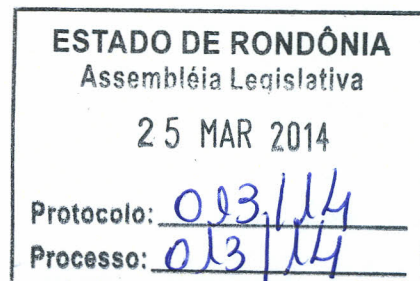 ESTADO DE RONDÔNIA
Assembléia Legislativa
25 MAR 2014
Protocolo: 013/14
Processo: 013/14